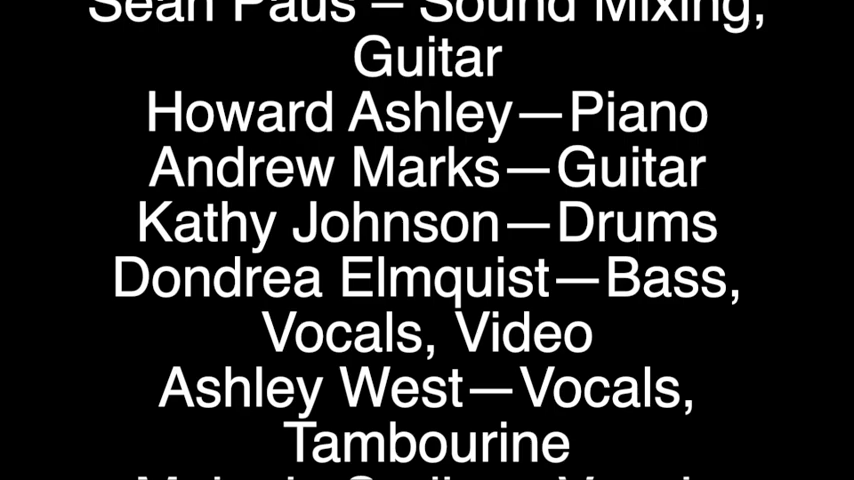 Sean Paus – Sound Mixing,
Guitar
Howard Ashley—Piano
Andrew Marks—Guitar
Kathy Johnson—Drums
Dondrea Elmquist—Bass,
Vocals, Video
Ashley West—Vocals,
Tambourine